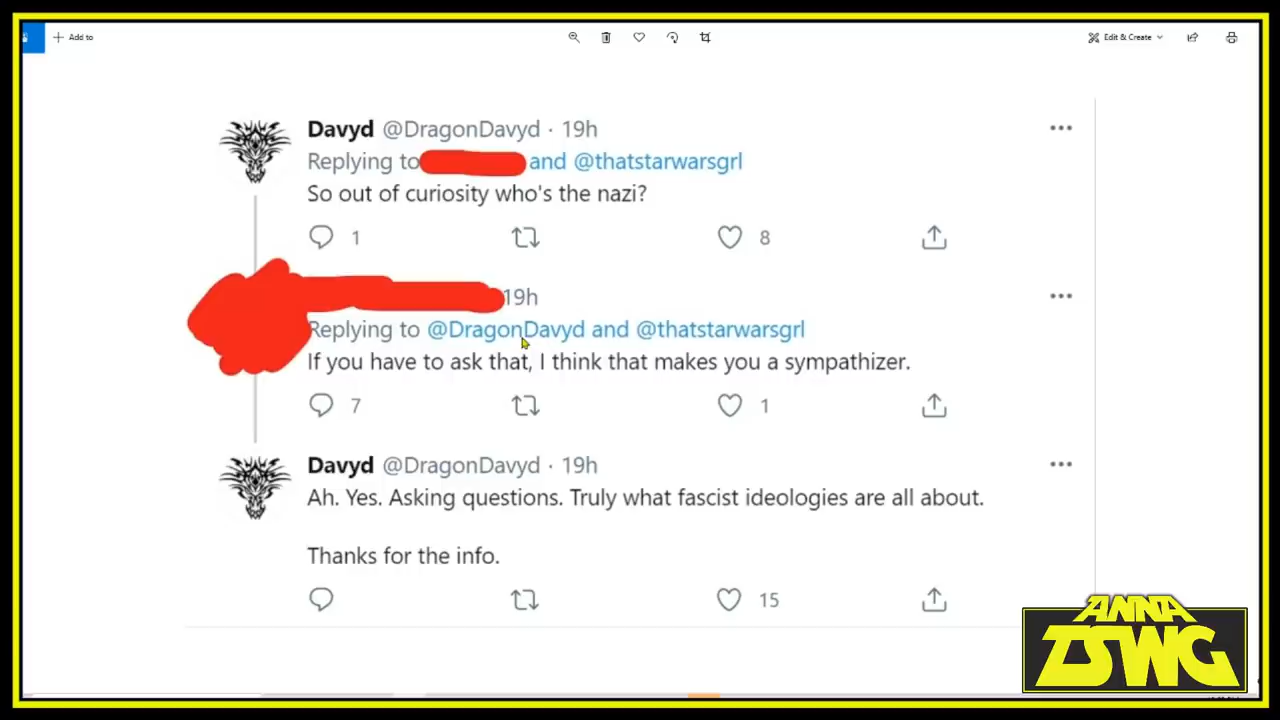 Add to
Edit & Create
Davyd @DragonDavyd · 19h
Replying to and @thatstarwarsgrl
So out of curiosity who's the nazi?
1 8
19h
Replying to @DragonDavyd and @thatstarwarsgrl
If you have to ask that, I think that makes you a sympathizer.
7 1
Davyd @DragonDavyd · 19h
Ah. Yes. Asking questions. Truly what fascist ideologies are all about.
Thanks for the info.
15
ANNA
TSWG